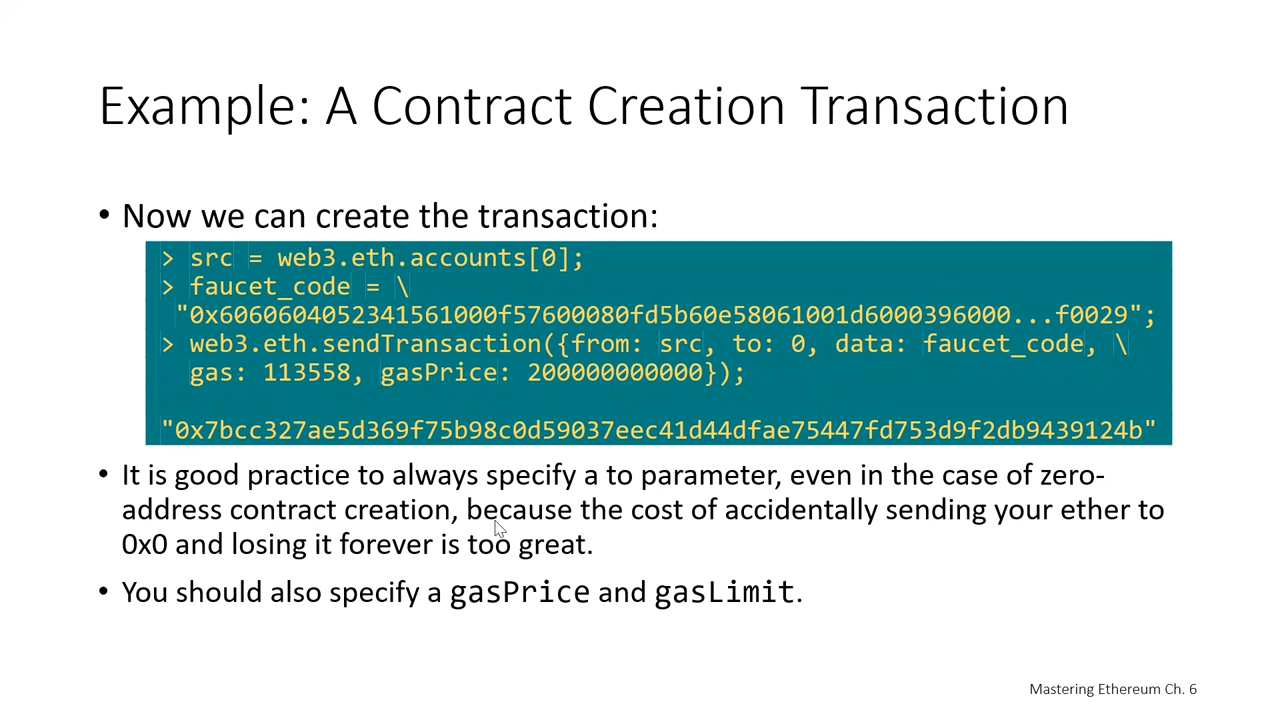 Example: A Contract Creation Transaction
• Now we can create the transaction:
> src = web3.eth.accounts[0];
> faucet_code = \
"0x6060604052341561000f57600080fd5b60e58061001d6000396000...f0029";
> web3.eth.sendTransaction({from: src, to: 0, data: faucet_code, \
gas: 113558, gasPrice: 200000000000});
"0x7bcc327ae5d369f75b98c0d59037eec41d44dfae75447fd753d9f2db9439124b"
• It is good practice to always specify a to parameter, even in the case of zero-
address contract creation, because the cost of accidentally sending your ether to
0x0 and losing it forever is too great.
• You should also specify a gasPrice and gasLimit.
Mastering Ethereum Ch. 6